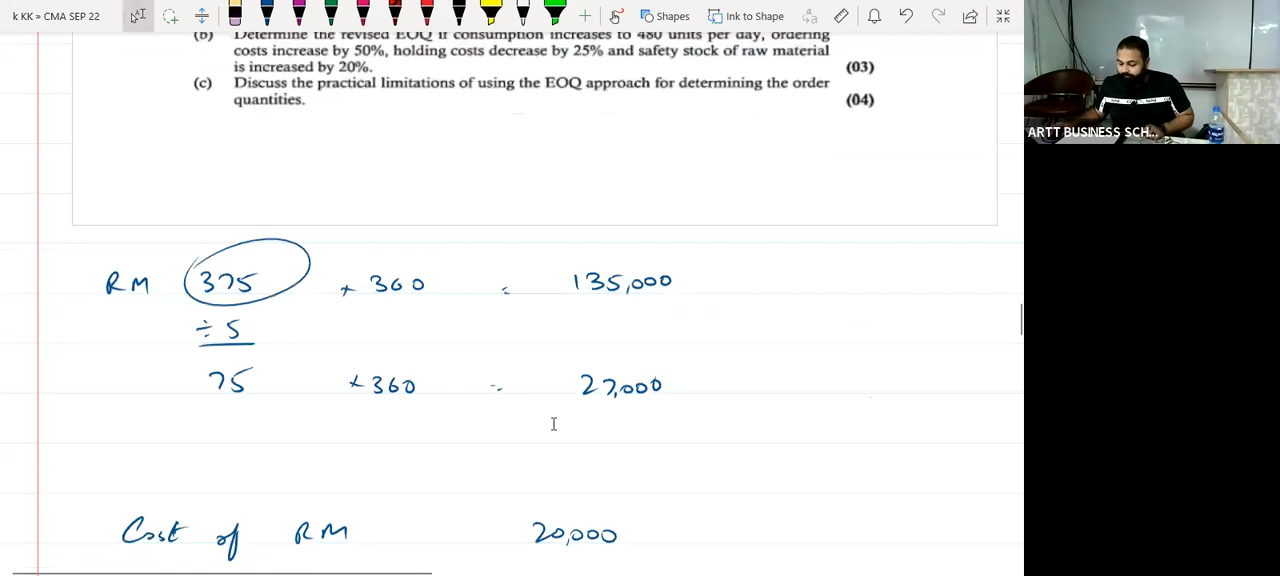 k KK » CMA SEP 22
Shapes
Ink to Shape
(b) Determine the revised EOQ if consumption increases to 480 units per day, ordering
costs increase by 50%, holding costs decrease by 25% and safety stock of raw material
is increased by 20%. (03)
(c) Discuss the practical limitations of using the EOQ approach for determining the order
quantities. (04)
ARTT BUSINESS SCH...
RM 375 × 360 = 135,000
÷ 5
75 × 360 = 27,000
Cost of RM 20,000